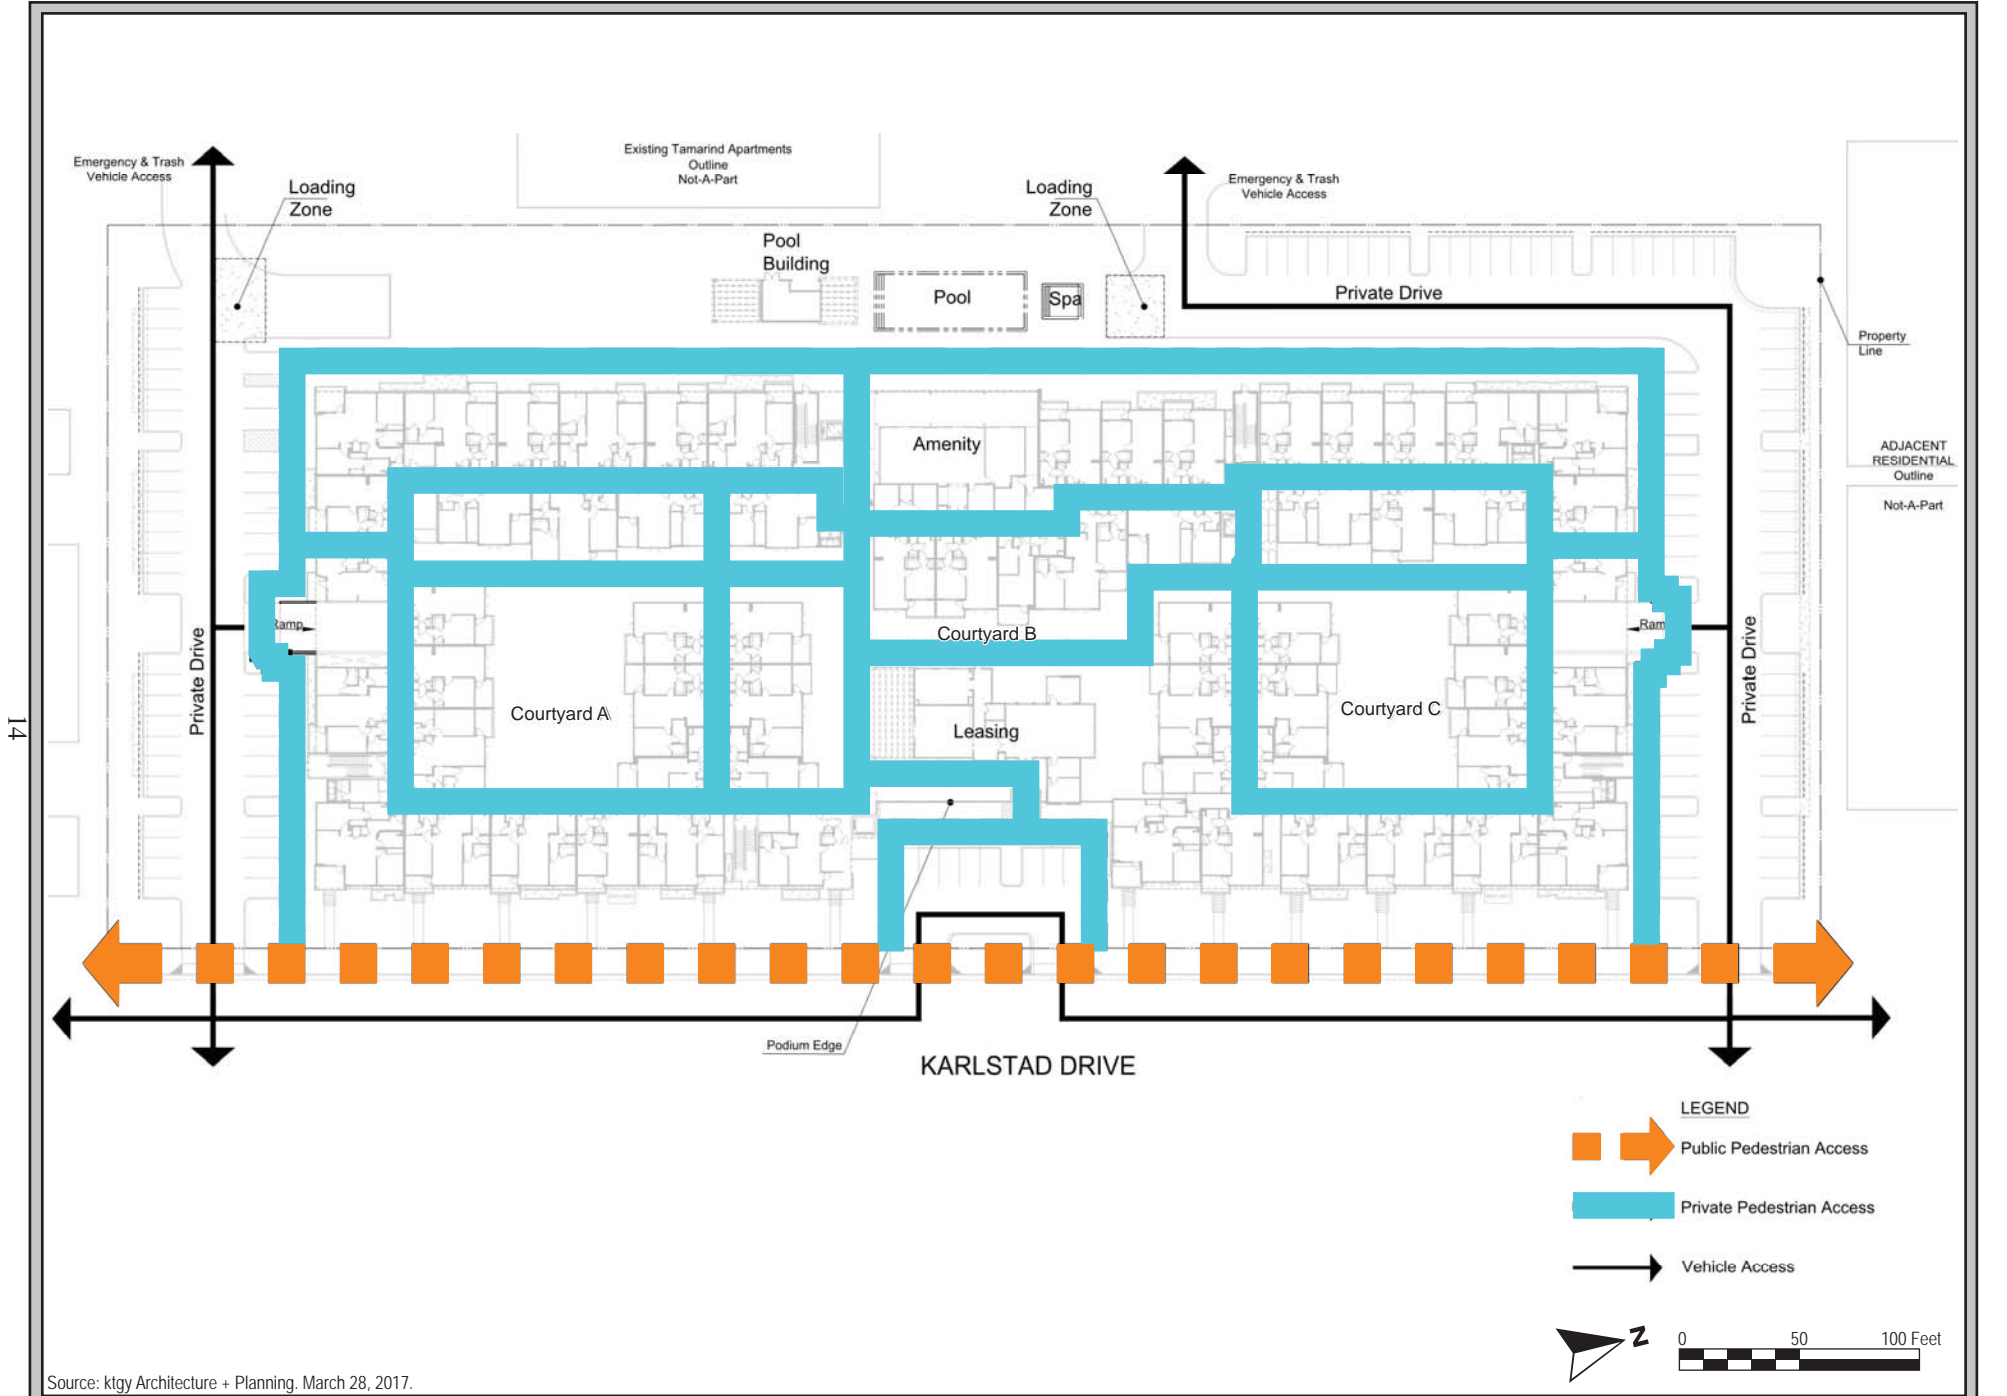 Emergency & Trash
Vehicle Access
Loading
Zone
Existing Tamarind Apartments
Outline
Not-A-Part
Loading
Zone
Emergency & Trash
Vehicle Access
Pool
Building
Pool
Spa
Private Drive
Property
Line
Amenity
ADJACENT
RESIDENTIAL
Outline
Not-A-Part
Ramp
Courtyard B
Ram
Private Drive
Courtyard A
Courtyard C
Private Drive
Leasing
14
Podium Edge
KARLSTAD DRIVE
LEGEND
Public Pedestrian Access
Private Pedestrian Access
Vehicle Access
Z
0 50 100 Feet
Source: ktgy Architecture + Planning. March 28, 2017.